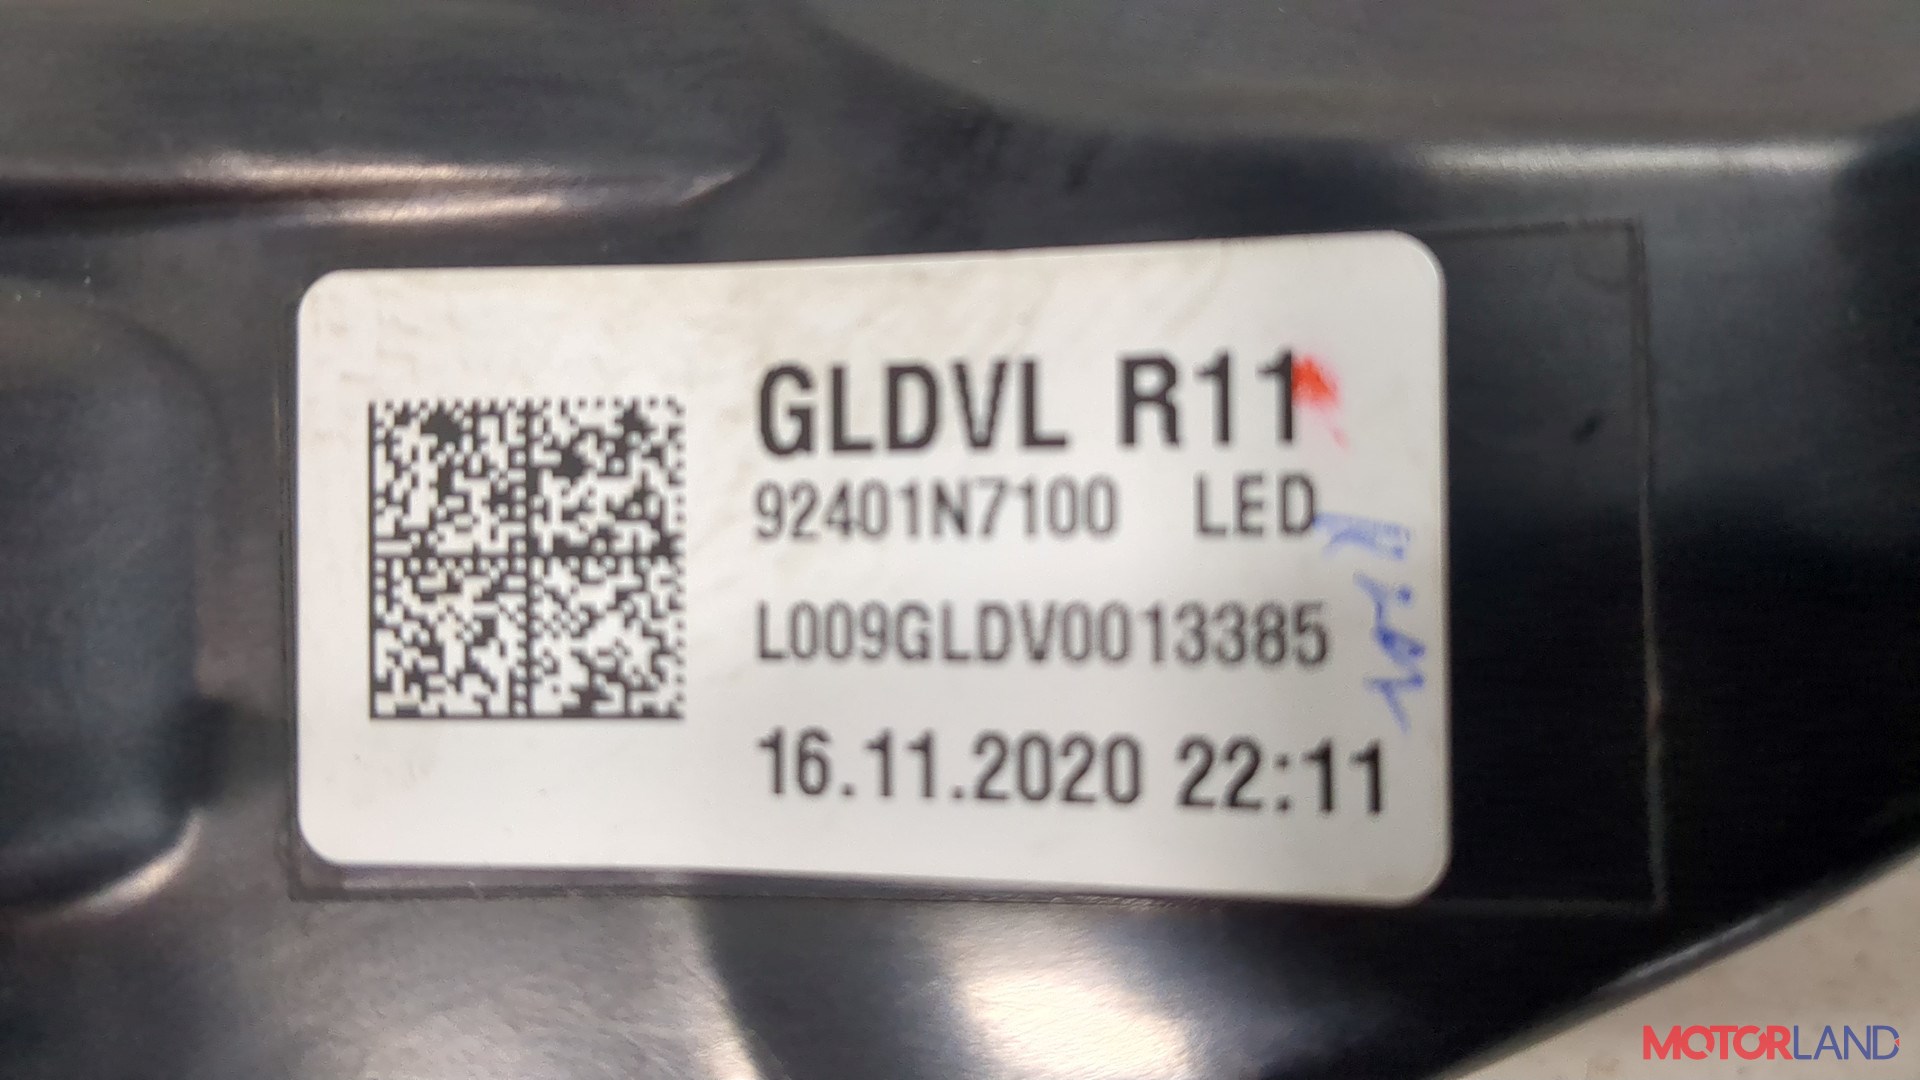 GLDVL R11
92401N7100 LED
L009GLDV0013385
16.11.2020 22:11
MOTORLAND